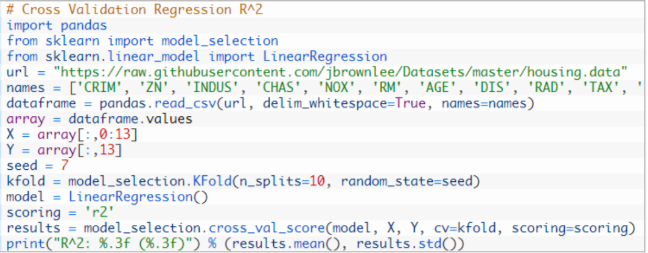 # Cross Validation Regression R^2
import pandas
from sklearn import model_selection
from sklearn.linear_model import LinearRegression
url = "https://raw.githubusercontent.com/jbrownlee/Datasets/master/housing.data"
names = ['CRIM', 'ZN', 'INDUS', 'CHAS', 'NOX', 'RM', 'AGE', 'DIS', 'RAD', 'TAX', '
dataframe = pandas.read_csv(url, delim_whitespace=True, names=names)
array = dataframe.values
X = array[:,0:13]
Y = array[:,13]
seed = 7
kfold = model_selection.KFold(n_splits=10, random_state=seed)
model = LinearRegression()
scoring = 'r2'
results = model_selection.cross_val_score(model, X, Y, cv=kfold, scoring=scoring)
print("R^2: %.3f (%.3f)") % (results.mean(), results.std())